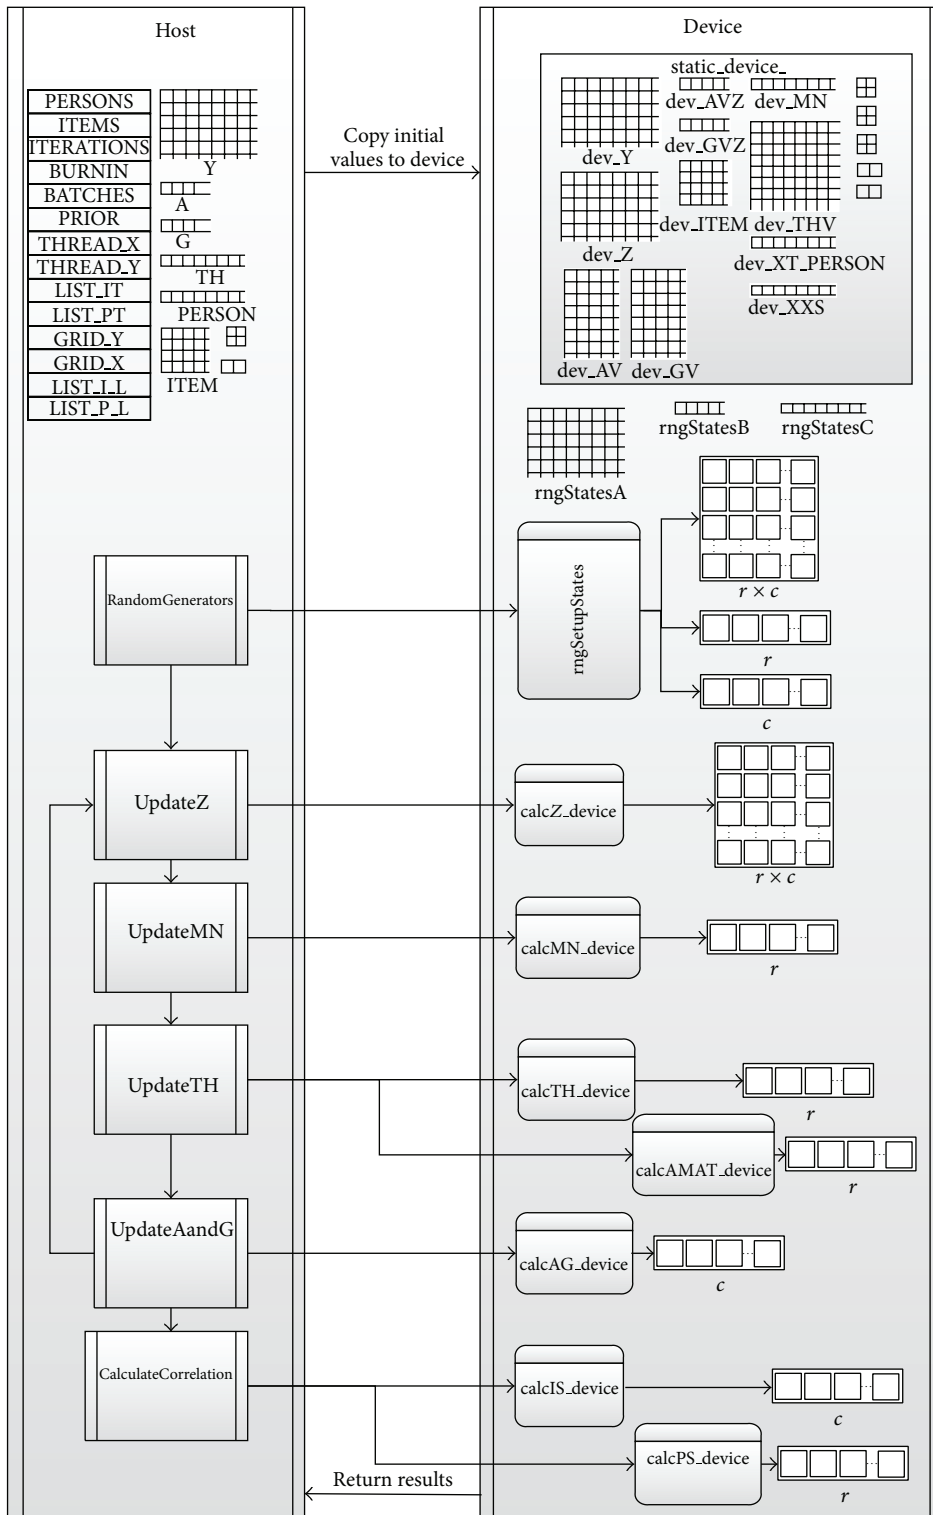 Host
Device
PERSONS
ITEMS
ITERATIONS
BURNIN
BATCHES
PRIOR
THREAD_X
THREAD_Y
LIST_IT
LIST_PT
GRID_Y
GRID_X
LIST_I_L
LIST_P_L
Y
A
G
TH
PERSON
ITEM
Copy initial
values to device
static_device_
dev_Y
dev_AVZ
dev_MN
dev_GVZ
dev_Z
dev_ITEM
dev_THV
dev_XT_PERSON
dev_XXS
dev_AV
dev_GV
rngStatesA
rngStatesB
rngStatesC
RandomGenerators
rngSetupStates
r × c
r
c
UpdateZ
calcZ_device
r × c
UpdateMN
calcMN_device
r
UpdateTH
calcTH_device
r
calcAMAT_device
r
UpdateAandG
calcAG_device
c
CalculateCorrelation
calcIS_device
c
calcPS_device
r
Return results